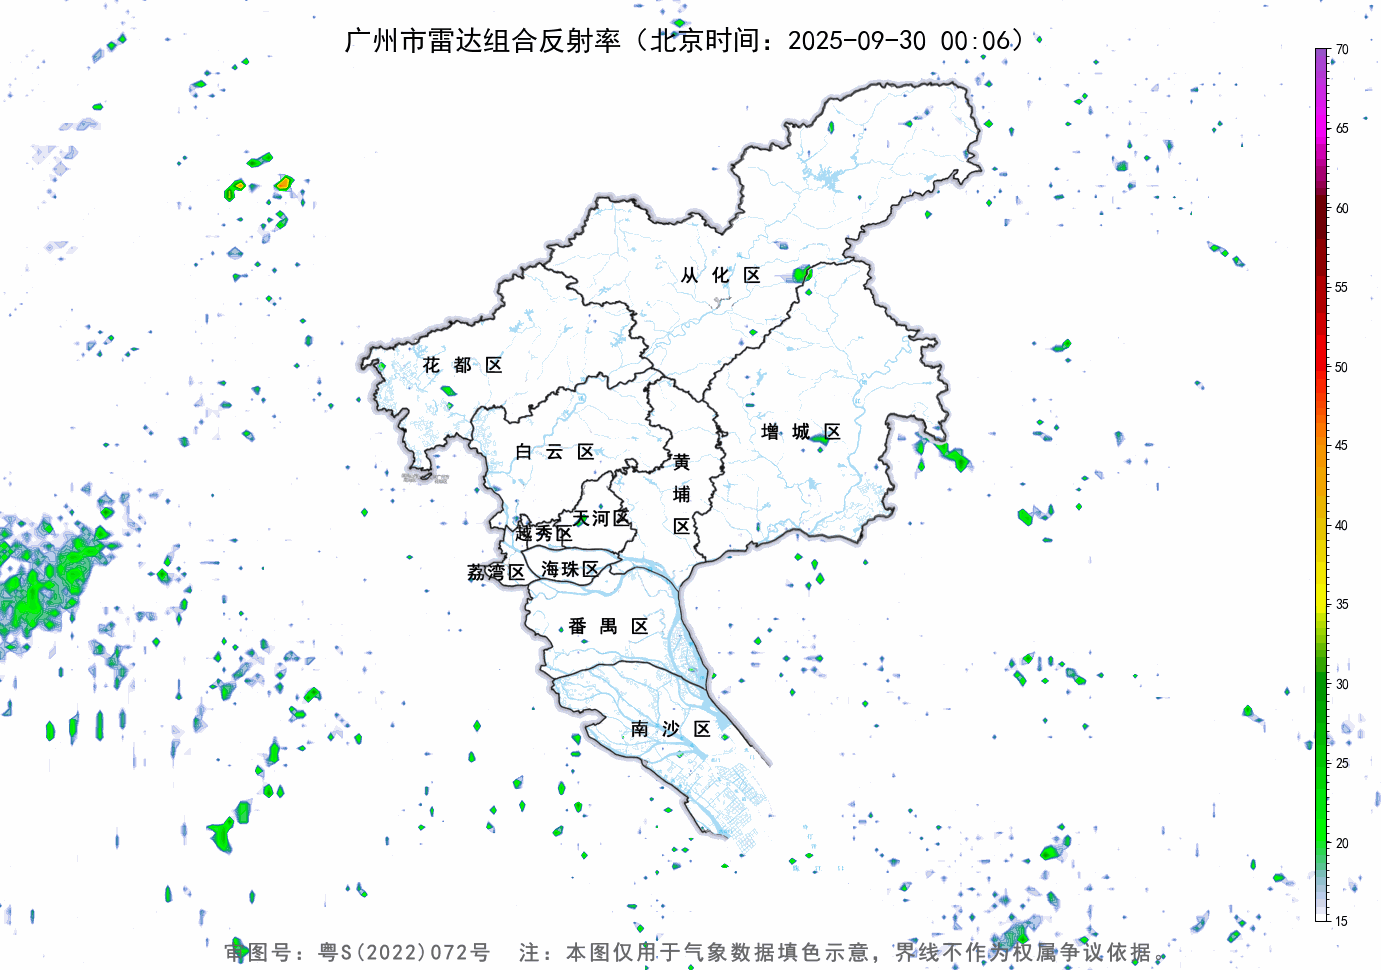 广州市雷达组合反射率（北京时间：2025-09-30 00:06）
70
65
60
55
50
45
40
35
30
25
20
15
从化区
花都区
增城区
白云区
黄埔区
天河区
越秀区
荔湾区
海珠区
番禺区
南沙区
审图号：粤S(2022)072号 注：本图仅用于气象数据填色示意，界线不作为权属争议依据。